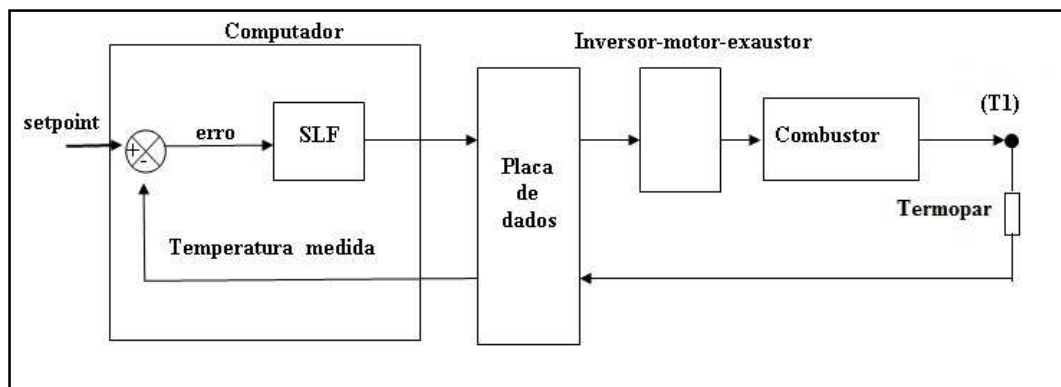 Computador
Inversor-motor-exaustor
setpoint
+
-
erro
SLF
Placa
de
dados
Combustor
(T1)
Termopar
Temperatura medida